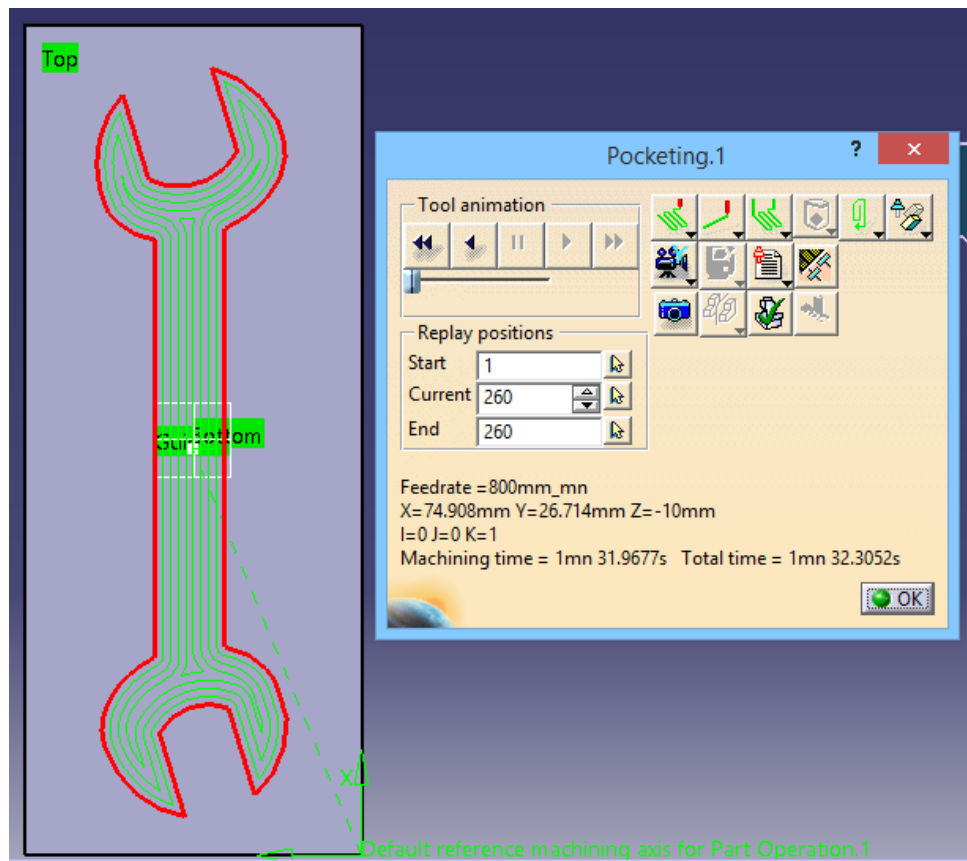 Top
Pocketing.1
?
Tool animation
Replay positions
Start 1
Current 260
End 260
Bottom
Feedrate =800mm_mn
X=74.908mm Y=26.714mm Z=-10mm
I=0 J=0 K=1
Machining time = 1mn 31.9677s Total time = 1mn 32.3052s
OK
X
Default reference machining axis for Part Operation.1